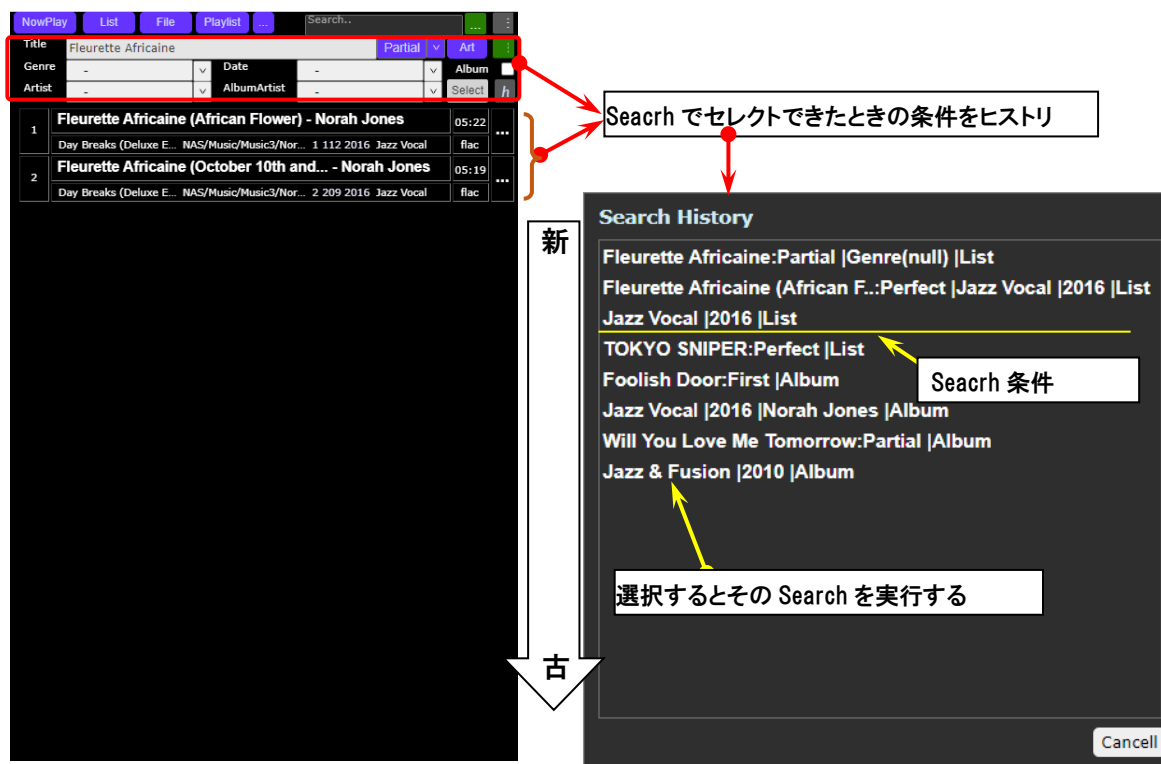 NowPlay List File Playlist ... Search.. ... ⋮
Title Fleurette Africaine Partial v Art ⋮
Genre - v Date - v Album
Artist - v AlbumArtist - v Select h
1 Fleurette Africaine (African Flower) - Norah Jones 05:22 ...
Day Breaks (Deluxe E... NAS/Music/Music3/Nor... 1 112 2016 Jazz Vocal flac
2 Fleurette Africaine (October 10th and... - Norah Jones 05:19 ...
Day Breaks (Deluxe E... NAS/Music/Music3/Nor... 2 209 2016 Jazz Vocal flac
Seacrh でセレクトできたときの条件をヒストリ
新
古
Search History
Fleurette Africaine:Partial |Genre(null) |List
Fleurette Africaine (African F..:Perfect |Jazz Vocal |2016 |List
Jazz Vocal |2016 |List
TOKYO SNIPER:Perfect |List
Foolish Door:First |Album
Jazz Vocal |2016 |Norah Jones |Album
Will You Love Me Tomorrow:Partial |Album
Jazz & Fusion |2010 |Album
Seacrh 条件
選択するとその Search を実行する
Cancell